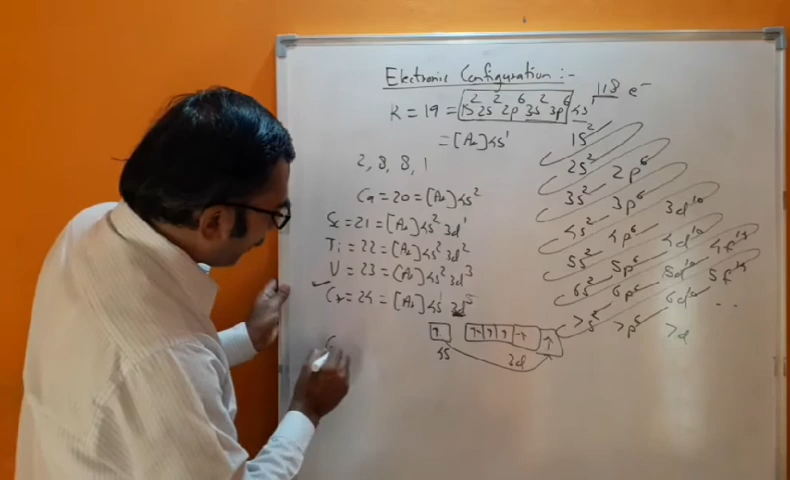 Electronic Configuration :-
K = 19 = 1s² 2s² 2p⁶ 3s² 3p⁶ 4s¹
118 e⁻
= [Ar] 4s¹
2, 8, 8, 1
Ca = 20 = [Ar] 4s²
Sc = 21 = [Ar] 4s² 3d¹
Ti = 22 = [Ar] 4s² 3d²
V = 23 = [Ar] 4s² 3d³
✓ Cr = 24 = [Ar] 4s¹ 3d⁵
↑ ↑ ↑ ↑ ↑ ↑
4s 3d
C
1s²
2s² 2p⁶
3s² 3p⁶ 3d¹⁰
4s² 4p⁶ 4d¹⁰ 4f¹⁴
5s² 5p⁶ 5d¹⁰ 5f¹⁴
6s² 6p⁶ 6d¹⁰ ..
7s² 7p⁶ 7d